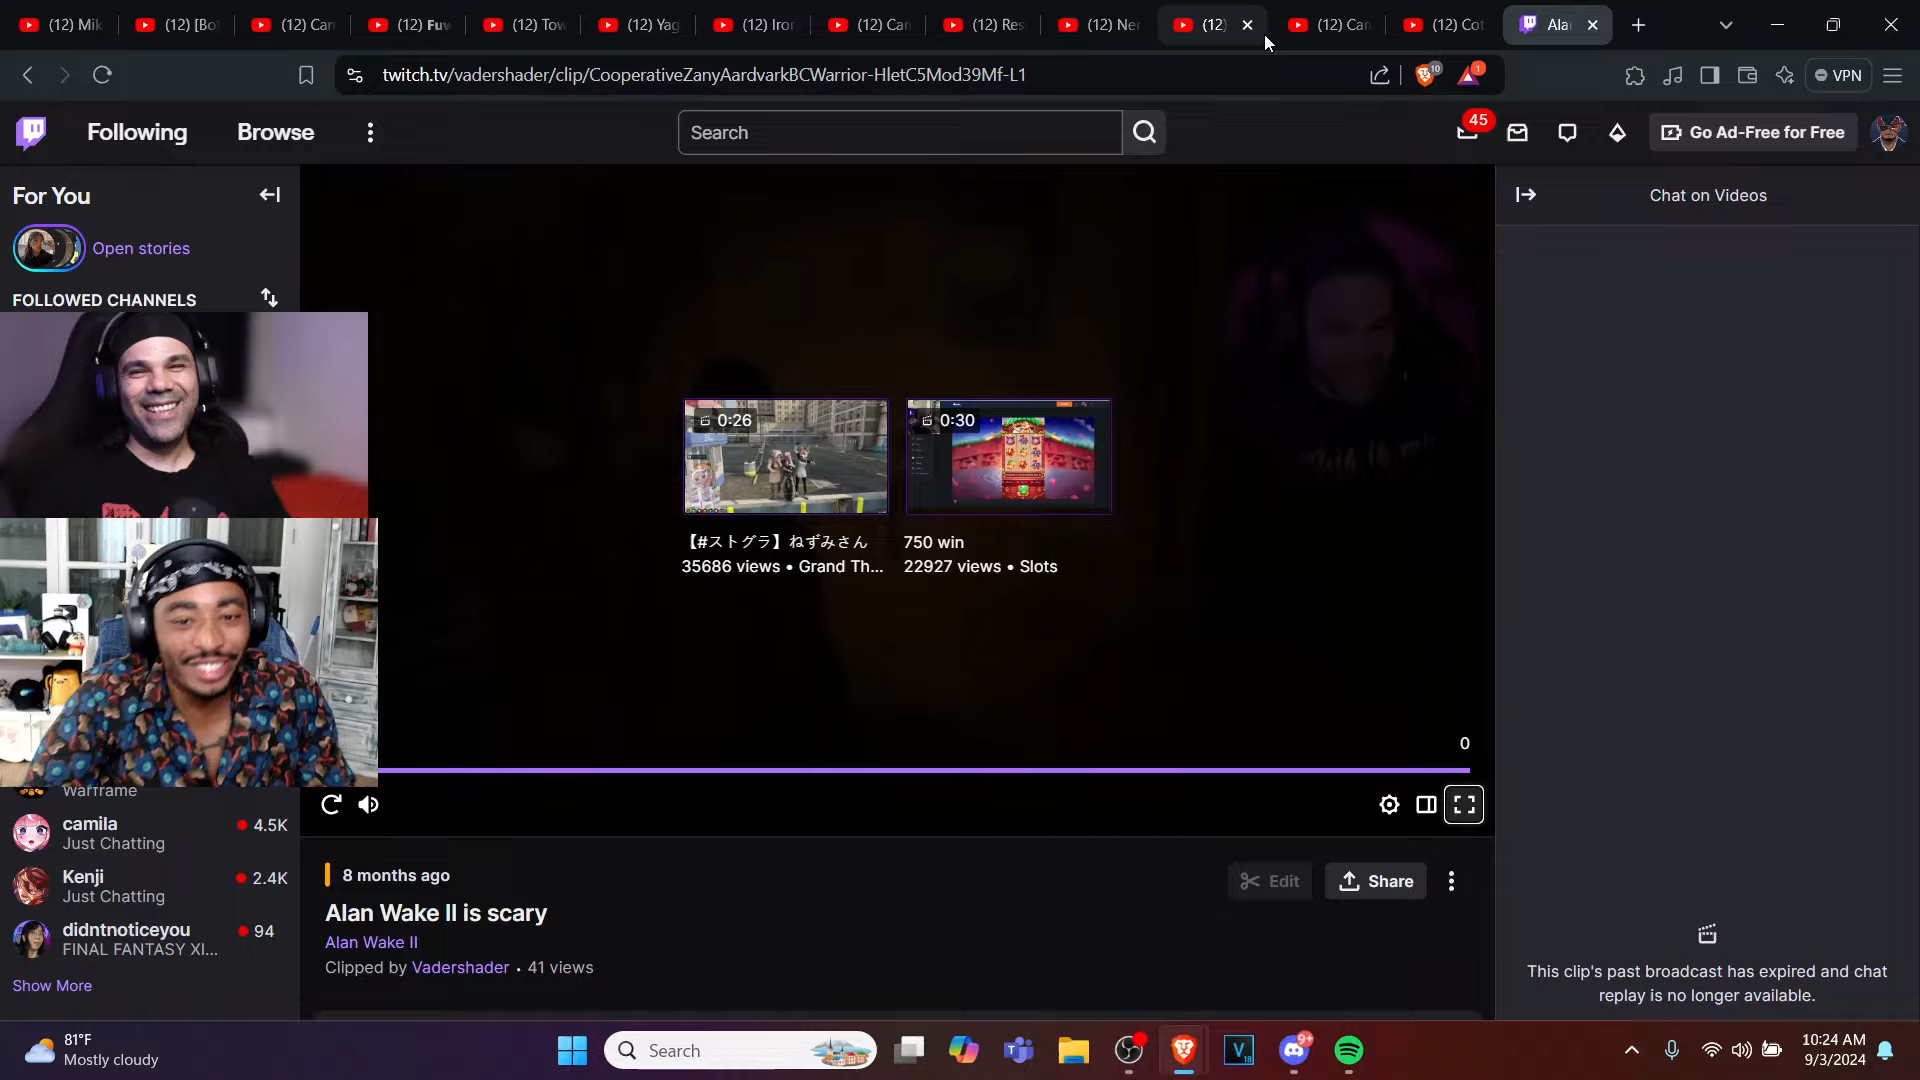 (12) Mik
(12) [Bo
(12) Can
(12) Fuv
(12) Tow
(12) Yag
(12) Iron
(12) Can
(12) Res
(12) Ner
(12)
(12) Can
(12) Cot
Alan
twitch.tv/vadershader/clip/CooperativeZanyAardvarkBCWarrior-HletC5Mod39Mf-L1
10
1
VPN
Following
Browse
Search
45
Go Ad-Free for Free
For You
Open stories
FOLLOWED CHANNELS
Chat on Videos
0:26
0:30
【#ストグラ】ねずみさん
35686 views • Grand Th...
750 win
22927 views • Slots
0
Warframe
camila
4.5K
Just Chatting
Kenji
2.4K
Just Chatting
didntnoticeyou
94
FINAL FANTASY XI...
Show More
8 months ago
Edit
Share
Alan Wake II is scary
Alan Wake II
Clipped by Vadershader • 41 views
This clip's past broadcast has expired and chat
replay is no longer available.
81°F
Mostly cloudy
Search
9+
10:24 AM
9/3/2024